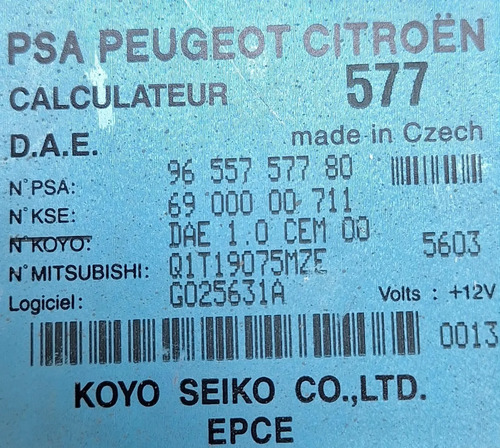 PSA PEUGEOT CITROËN
CALCULATEUR 577
D.A.E. made in Czech
N°PSA: 96 557 577 80
N°KSE: 69 000 00 711
N°KOYO: DAE 1.0 CEM 00 5603
N°MITSUBISHI: Q1T19075MZE
Logiciel: G025631A Volts : +12V
0013
KOYO SEIKO CO.,LTD.
EPCE